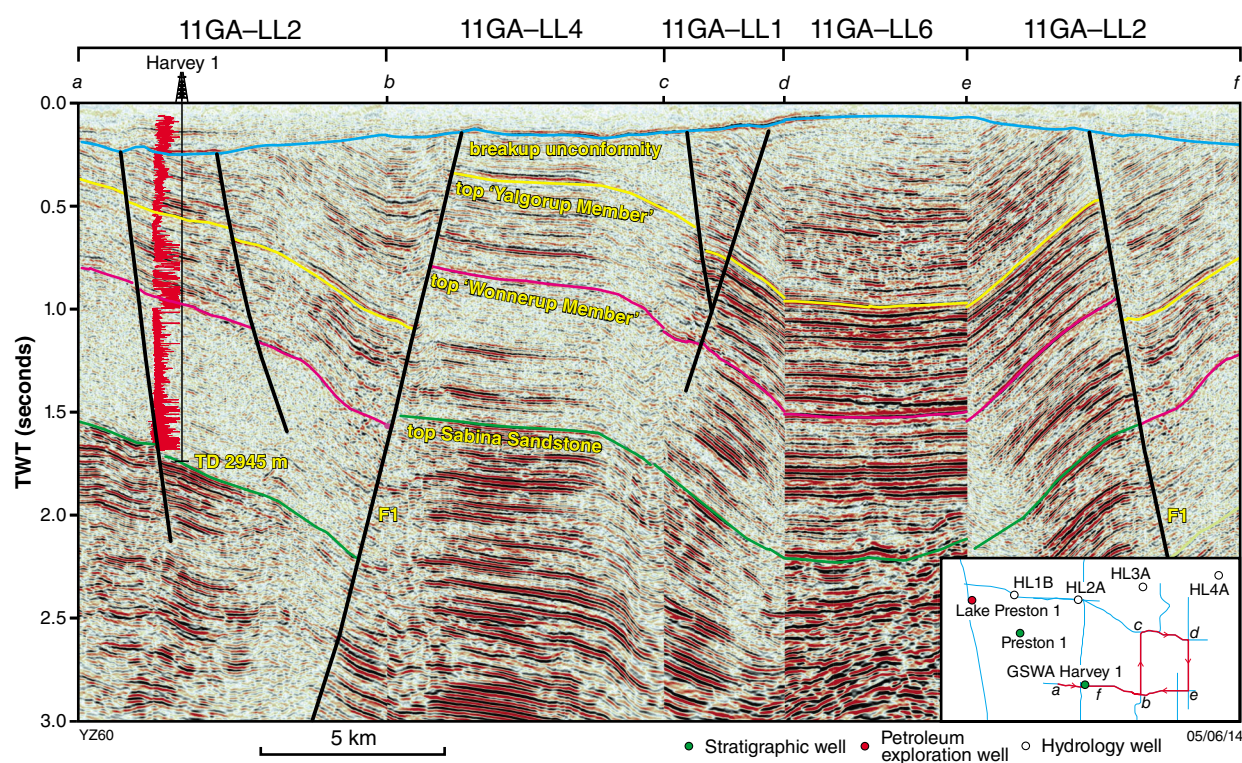 11GA–LL2 11GA–LL4 11GA–LL1 11GA–LL6 11GA–LL2
Harvey 1
a b c d e f
0.0
0.5
1.0
1.5
2.0
2.5
3.0
TWT (seconds)
breakup unconformity
top ‘Yalgorup Member’
top ‘Wonnerup Member’
top Sabina Sandstone
TD 2945 m
F1 F1
HL1B HL2A HL3A HL4A
Lake Preston 1
Preston 1
c d
GSWA Harvey 1
a f b e
YZ60
5 km
05/06/14
Stratigraphic well
Petroleum
exploration well
Hydrology well